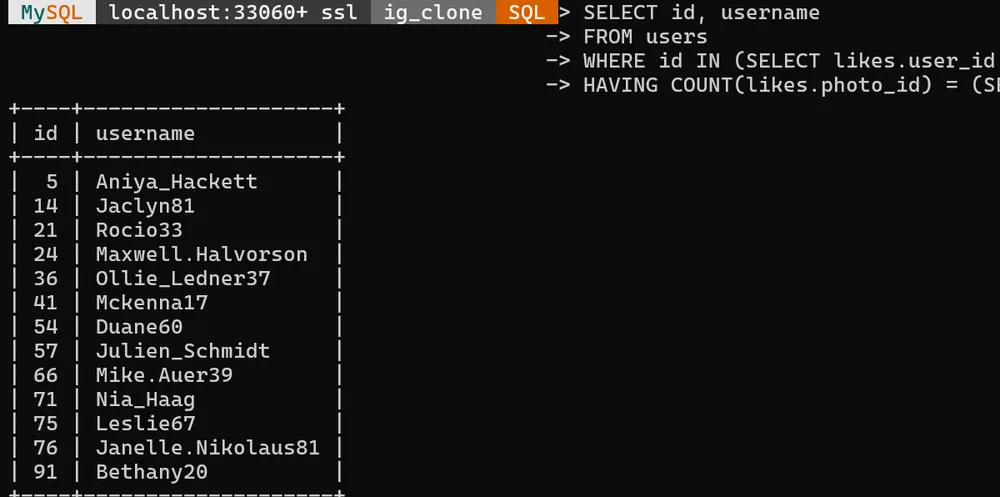 MySQL localhost:33060+ ssl ig_clone SQL > SELECT id, username
-> FROM users
-> WHERE id IN (SELECT likes.user_id
-> HAVING COUNT(likes.photo_id) = (SE
+----+--------------------+
| id | username           |
+----+--------------------+
|  5 | Aniya_Hackett      |
| 14 | Jaclyn81           |
| 21 | Rocio33            |
| 24 | Maxwell.Halvorson  |
| 36 | Ollie_Ledner37     |
| 41 | Mckenna17          |
| 54 | Duane60            |
| 57 | Julien_Schmidt     |
| 66 | Mike.Auer39        |
| 71 | Nia_Haag           |
| 75 | Leslie67           |
| 76 | Janelle.Nikolaus81 |
| 91 | Bethany20          |
+----+--------------------+